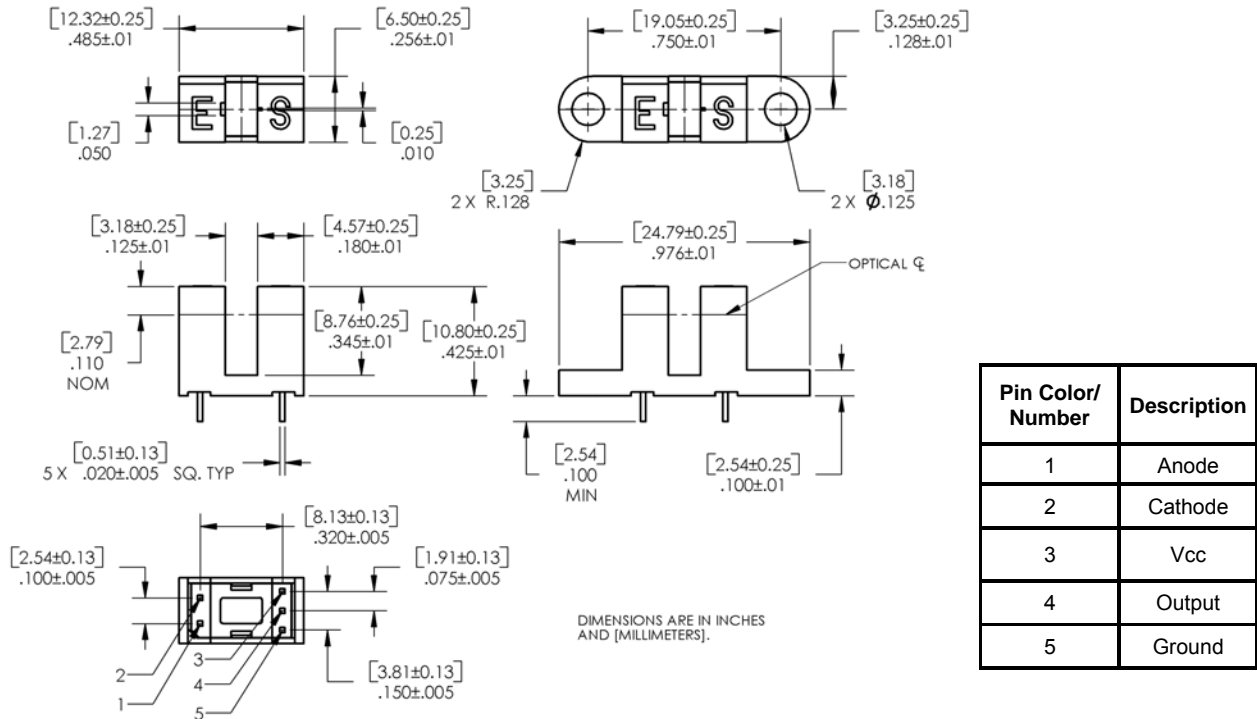 [12.32±0.25]
.485±.01
[6.50±0.25]
.256±.01
E S
[1.27]
.050
[0.25]
.010
[19.05±0.25]
.750±.01
[3.25±0.25]
.128±.01
E S
[3.25]
2 X R.128
[3.18]
2 X Ø.125
[3.18±0.25]
.125±.01
[4.57±0.25]
.180±.01
[2.79]
.110
NOM
[8.76±0.25]
.345±.01
[10.80±0.25]
.425±.01
[0.51±0.13]
5 X .020±.005 SQ. TYP
[24.79±0.25]
.976±.01
OPTICAL ℄
[2.54]
.100
MIN
[2.54±0.25]
.100±.01
[8.13±0.13]
.320±.005
[2.54±0.13]
.100±.005
[1.91±0.13]
.075±.005
[3.81±0.13]
.150±.005
2
1
3
4
5
DIMENSIONS ARE IN INCHES
AND [MILLIMETERS].
Pin Color/
Number
Description
1 Anode
2 Cathode
3 Vcc
4 Output
5 Ground